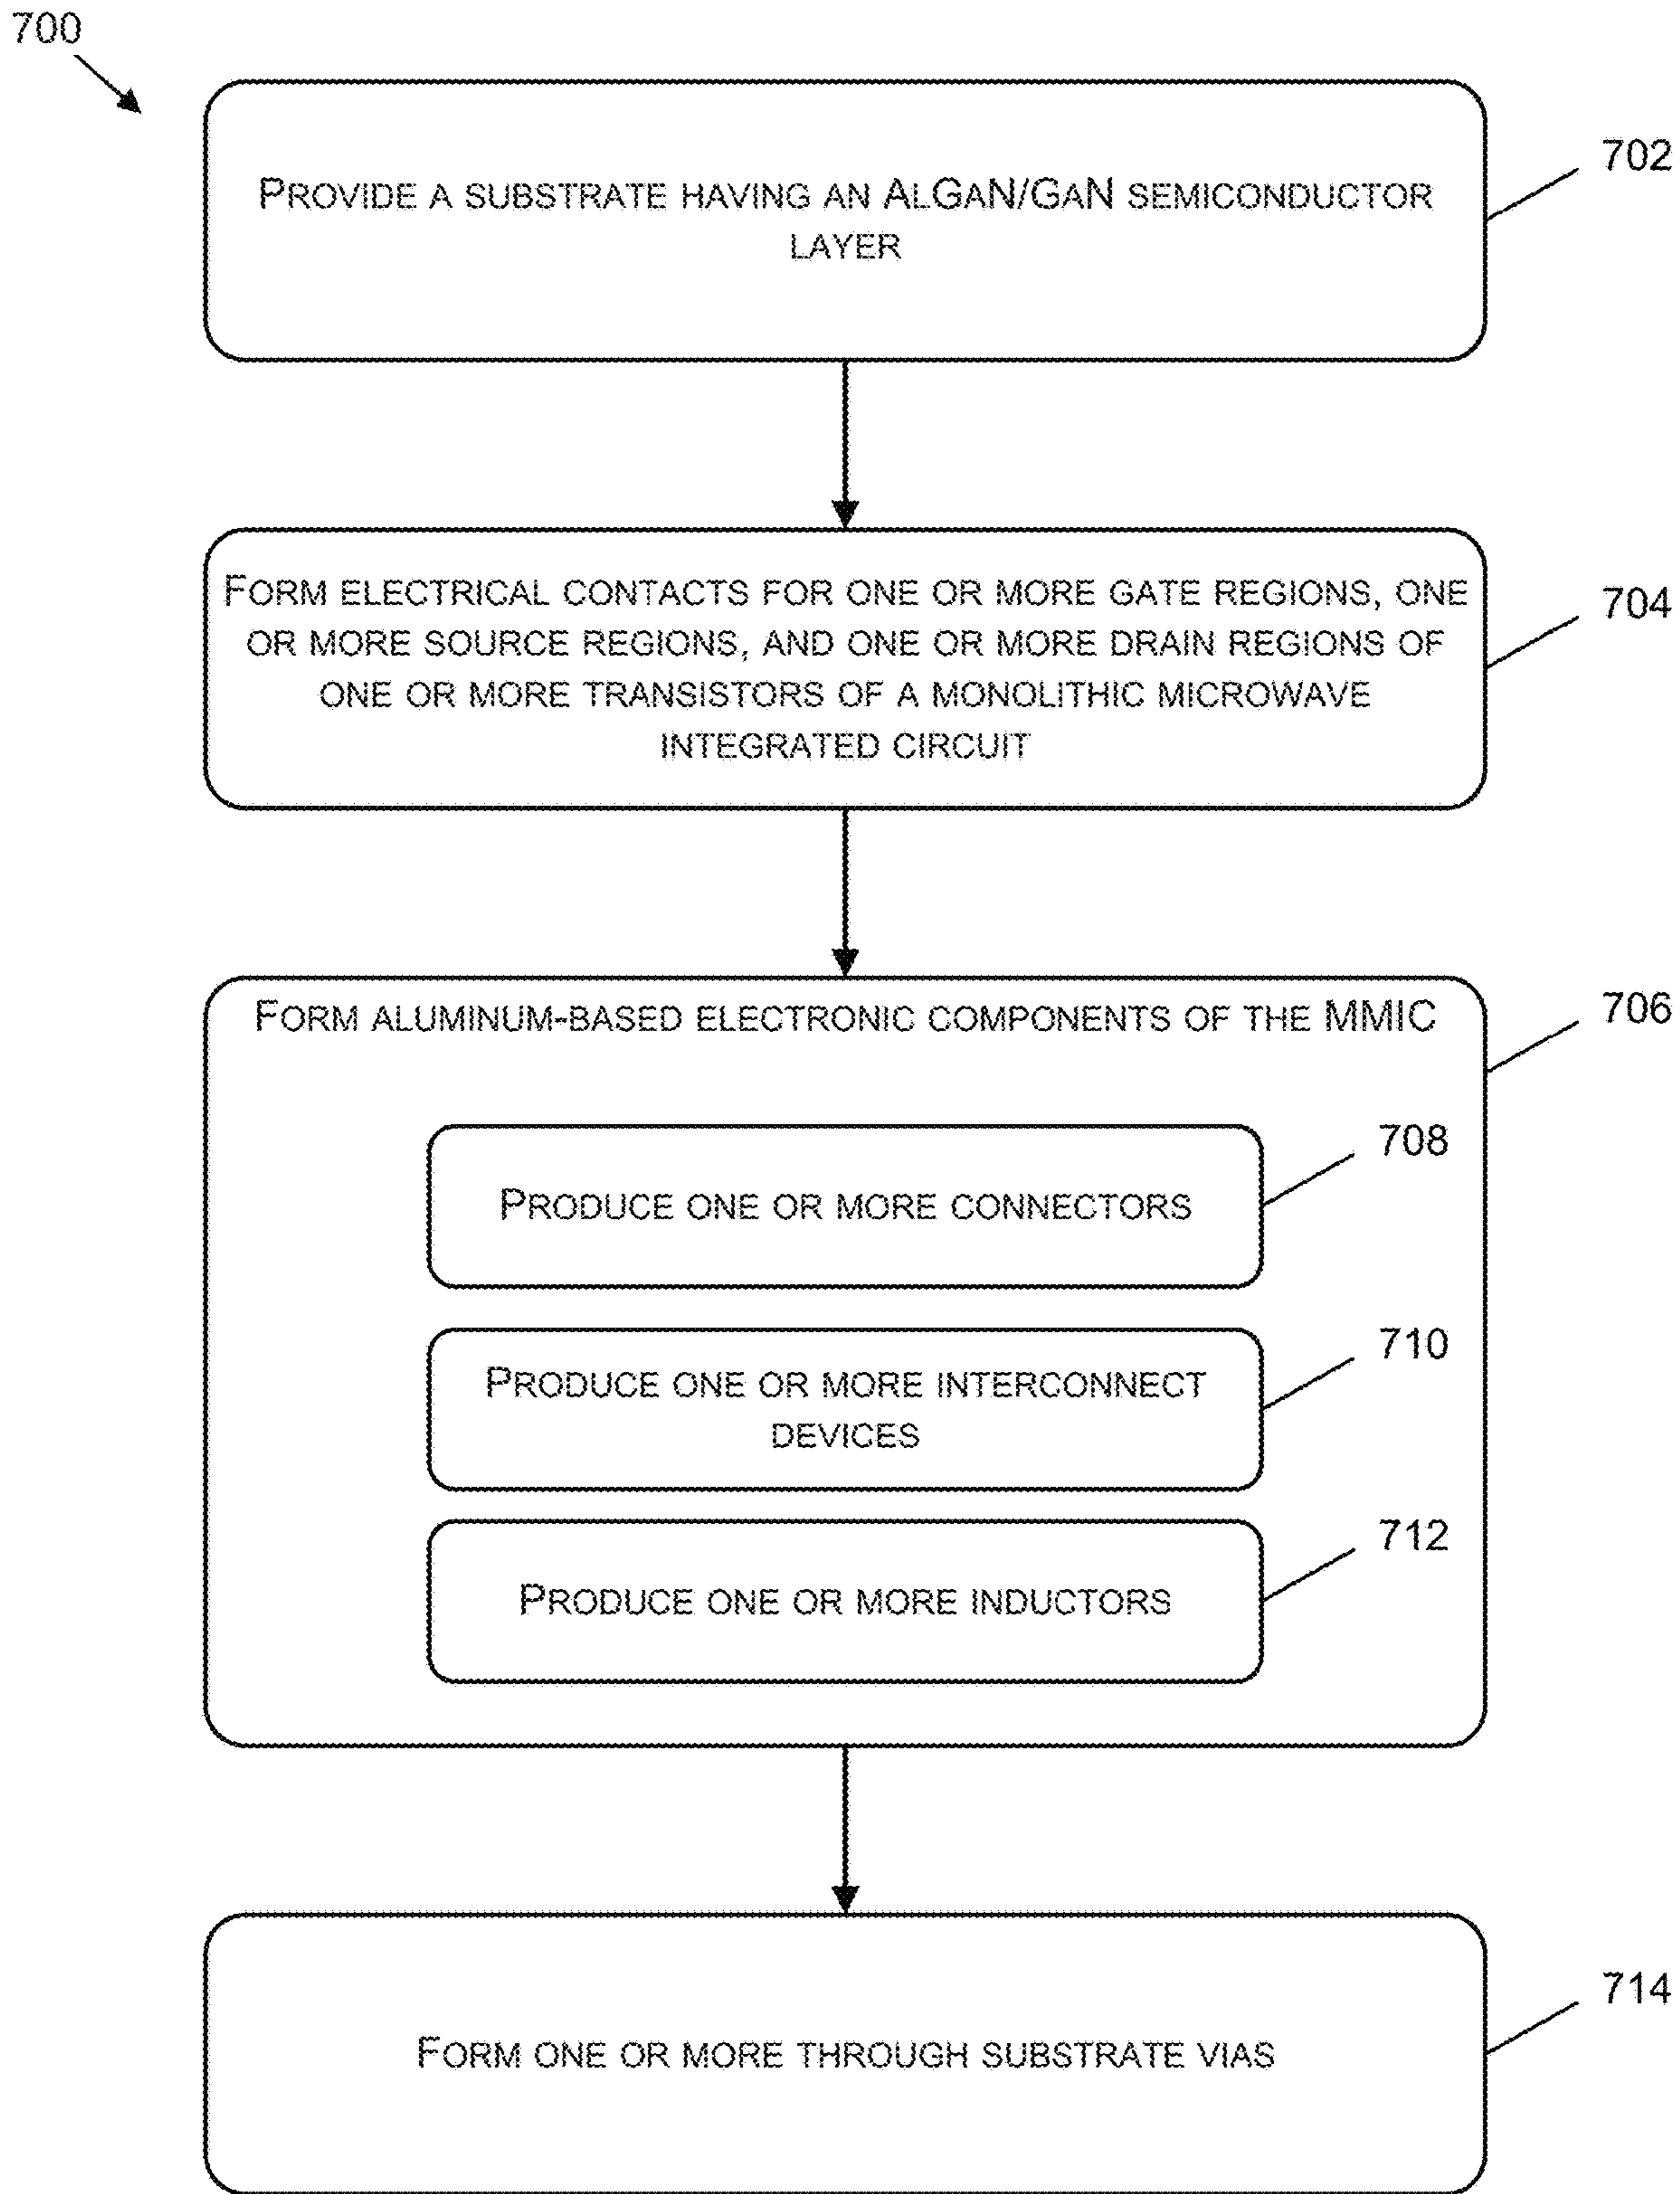 700
PROVIDE A SUBSTRATE HAVING AN ALGAN/GAN SEMICONDUCTOR
LAYER
702
FORM ELECTRICAL CONTACTS FOR ONE OR MORE GATE REGIONS, ONE
OR MORE SOURCE REGIONS, AND ONE OR MORE DRAIN REGIONS OF
ONE OR MORE TRANSISTORS OF A MONOLITHIC MICROWAVE
INTEGRATED CIRCUIT
704
FORM ALUMINUM-BASED ELECTRONIC COMPONENTS OF THE MMIC
706
PRODUCE ONE OR MORE CONNECTORS
708
PRODUCE ONE OR MORE INTERCONNECT
DEVICES
710
PRODUCE ONE OR MORE INDUCTORS
712
FORM ONE OR MORE THROUGH SUBSTRATE VIAS
714